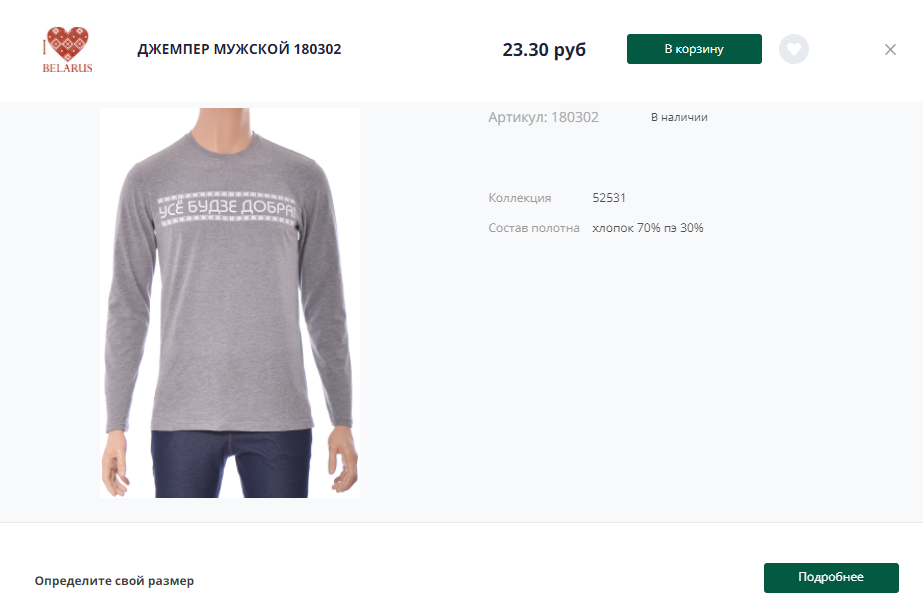 I
BELARUS
ДЖЕМПЕР МУЖСКОЙ 180302
23.30 руб
В корзину
Артикул: 180302
В наличии
УСЁ БУДЗЕ ДОБРА!
Коллекция 52531
Состав полотна хлопок 70% пэ 30%
Определите свой размер
Подробнее